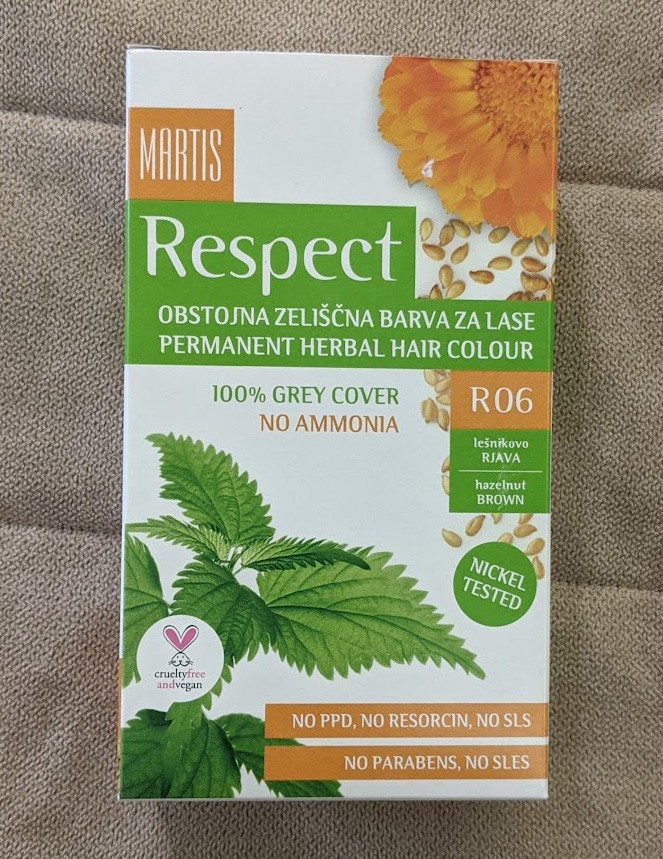 MARTIS
Respect
OBSTOJNA ZELIŠČNA BARVA ZA LASE
PERMANENT HERBAL HAIR COLOUR
100% GREY COVER
NO AMMONIA
R06
lešnikovo
RJAVA
hazelnut
BROWN
NICKEL
TESTED
crueltyfree
andvegan
NO PPD, NO RESORCIN, NO SLS
NO PARABENS, NO SLES